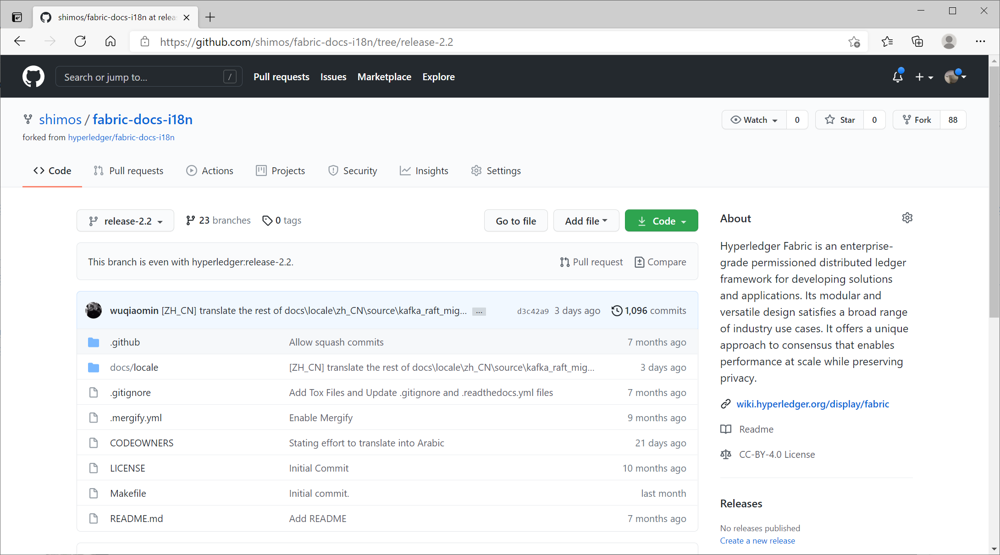 shimos/fabric-docs-i18n at relea
https://github.com/shimos/fabric-docs-i18n/tree/release-2.2
Search or jump to... / Pull requests Issues Marketplace Explore
shimos / fabric-docs-i18n
Watch 0 Star 0 Fork 88
forked from hyperledger/fabric-docs-i18n
Code Pull requests Actions Projects Security Insights Settings
release-2.2 23 branches 0 tags Go to file Add file Code
This branch is even with hyperledger:release-2.2. Pull request Compare
wuqiaomin [ZH_CN] translate the rest of docs\locale\zh_CN\source\kafka_raft_mig... ... d3c42a9 3 days ago 1,096 commits
.github Allow squash commits 7 months ago
docs/locale [ZH_CN] translate the rest of docs\locale\zh_CN\source\kafka_raft_mig... 3 days ago
.gitignore Add Tox Files and Update .gitignore and .readthedocs.yml files 7 months ago
.mergify.yml Enable Mergify 9 months ago
CODEOWNERS Stating effort to translate into Arabic 21 days ago
LICENSE Initial Commit 10 months ago
Makefile Initial commit. last month
README.md Add README 7 months ago
About
Hyperledger Fabric is an enterprise-
grade permissioned distributed ledger
framework for developing solutions
and applications. Its modular and
versatile design satisfies a broad range
of industry use cases. It offers a unique
approach to consensus that enables
performance at scale while preserving
privacy.
wiki.hyperledger.org/display/fabric
Readme
CC-BY-4.0 License
Releases
No releases published
Create a new release